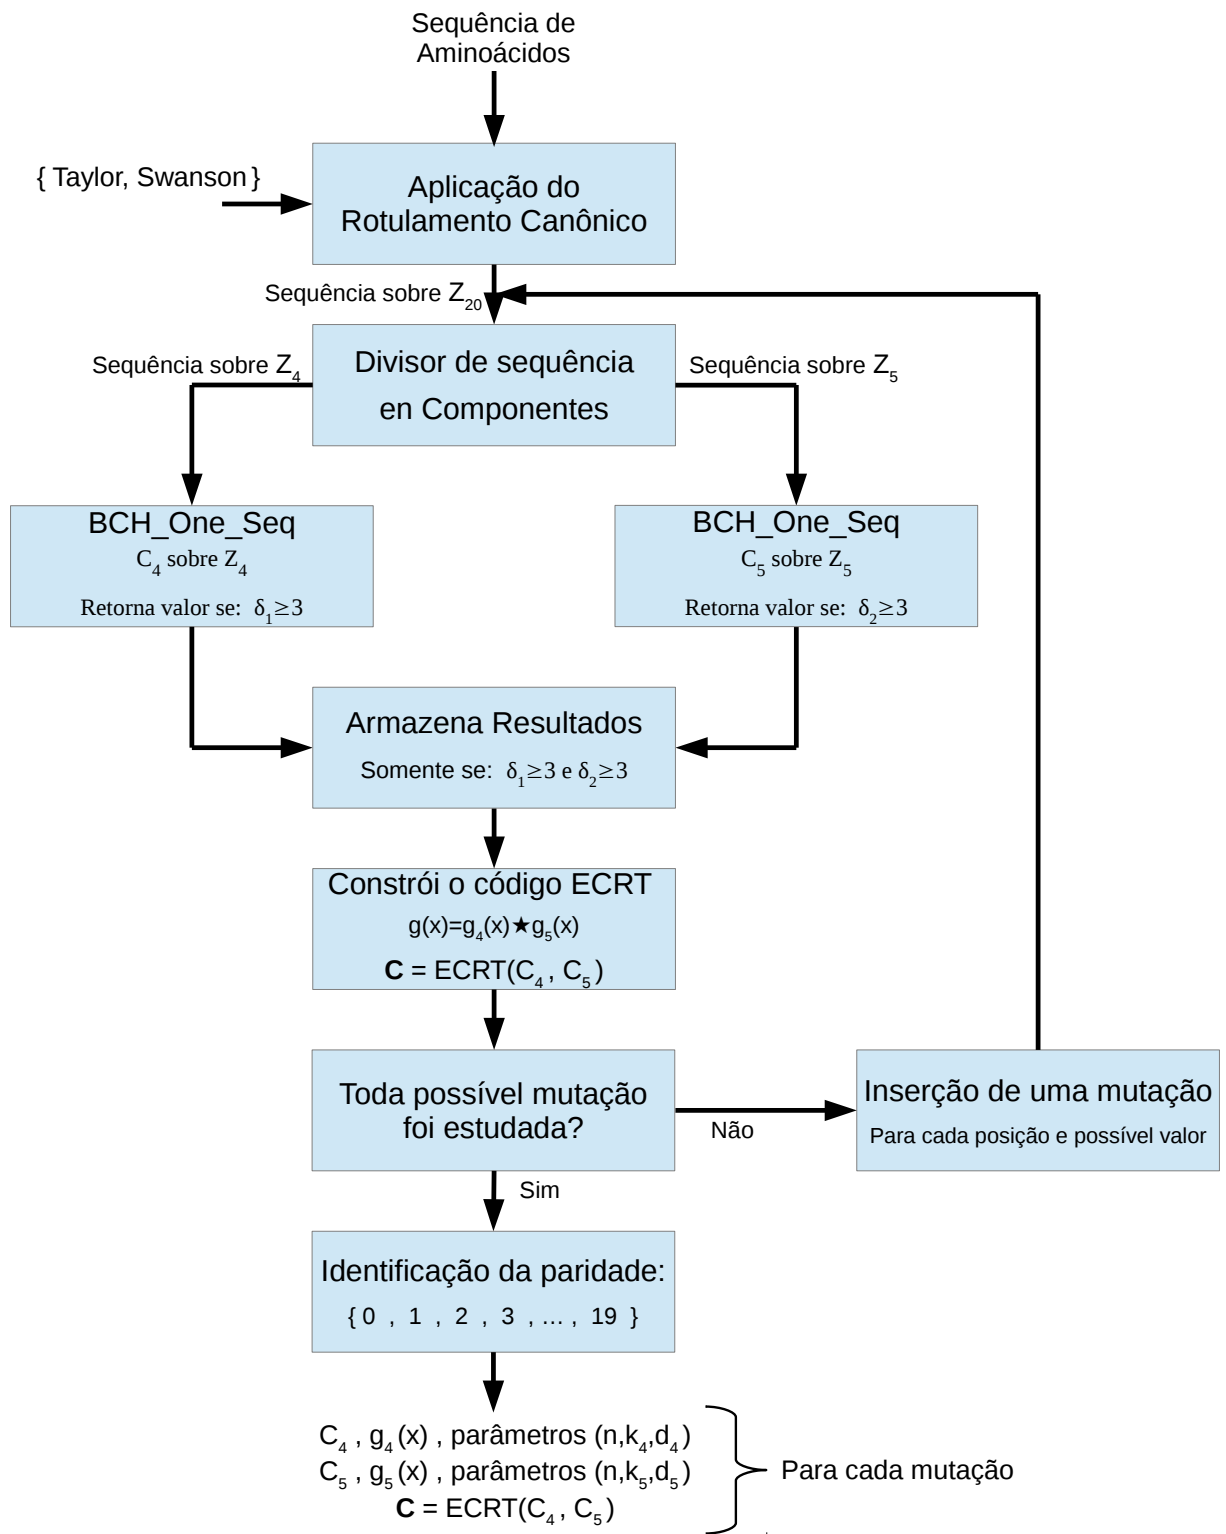 Sequência de
Aminoácidos
{ Taylor, Swanson }
Aplicação do
Rotulamento Canônico
Sequência sobre Z20
Divisor de sequência
en Componentes
Sequência sobre Z4
Sequência sobre Z5
BCH_One_Seq
C4 sobre Z4
Retorna valor se: δ1≥3
BCH_One_Seq
C5 sobre Z5
Retorna valor se: δ2≥3
Armazena Resultados
Somente se: δ1≥3 e δ2≥3
Constrói o código ECRT
g(x)=g4(x)★g5(x)
C = ECRT(C4 , C5 )
Toda possível mutação
foi estudada?
Não
Inserção de uma mutação
Para cada posição e possível valor
Sim
Identificação da paridade:
{ 0 , 1 , 2 , 3 , ... , 19 }
C4 , g4 (x) , parâmetros (n,k4,d4 )
C5 , g5 (x) , parâmetros (n,k5,d5 )
C = ECRT(C4 , C5 )
Para cada mutação